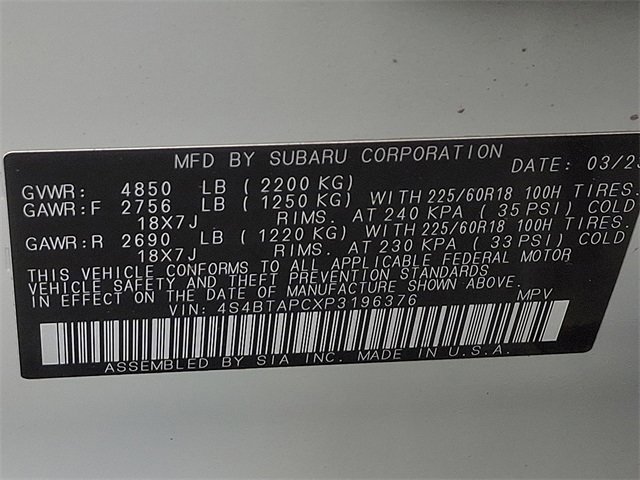 MFD BY SUBARU CORPORATION DATE: 03/23
GVWR: 4850 LB ( 2200 KG)
GAWR:F 2756 LB ( 1250 KG) WITH 225/60R18 100H TIRES.
18X7J RIMS. AT 240 KPA ( 35 PSI) COLD
GAWR:R 2690 LB ( 1220 KG) WITH 225/60R18 100H TIRES.
18X7J RIMS. AT 230 KPA ( 33 PSI) COLD
THIS VEHICLE CONFORMS TO ALL APPLICABLE FEDERAL MOTOR
VEHICLE SAFETY AND THEFT PREVENTION STANDARDS
IN EFFECT ON THE DATE OF MANUFACTURE SHOWN ABOVE.
VIN: 4S4BTAPCXP3196376 MPV
ASSEMBLED BY SIA INC. MADE IN U.S.A.